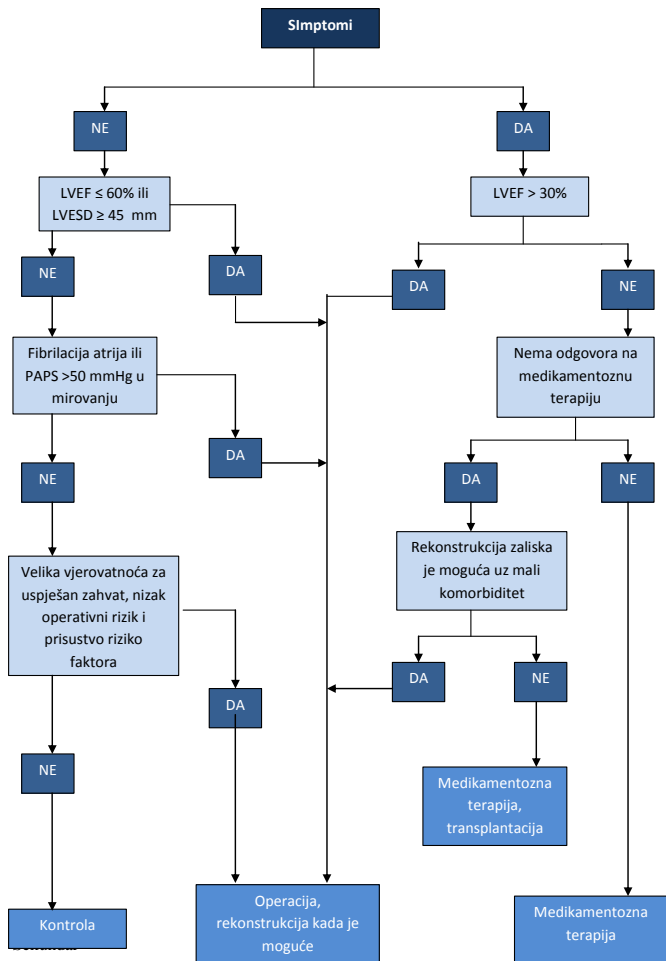 SImptomi
NE
DA
LVEF ≤ 60% ili
LVESD ≥ 45 mm
LVEF > 30%
NE
DA
DA
NE
Fibrilacija atrija ili
PAPS >50 mmHg u
mirovanju
Nema odgovora na
medikamentoznu
terapiju
DA
NE
DA
NE
Rekonstrukcija zaliska
je moguća uz mali
komorbiditet
Velika vjerovatnoća za
uspješan zahvat, nizak
operativni rizik i
prisustvo riziko
faktora
DA
NE
DA
NE
Medikamentozna
terapija,
transplantacija
Kontrola
Operacija,
rekonstrukcija kada je
moguće
Medikamentozna
terapija